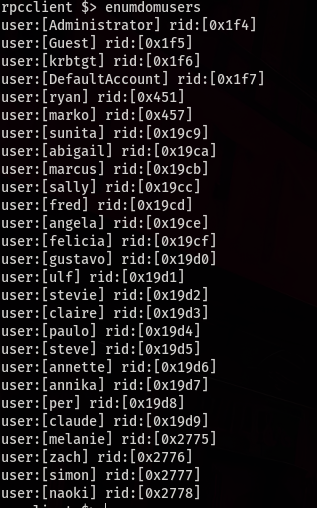 rpcclient $> enumdomusers
user:[Administrator] rid:[0x1f4]
user:[Guest] rid:[0x1f5]
user:[krbtgt] rid:[0x1f6]
user:[DefaultAccount] rid:[0x1f7]
user:[ryan] rid:[0x451]
user:[marko] rid:[0x457]
user:[sunita] rid:[0x19c9]
user:[abigail] rid:[0x19ca]
user:[marcus] rid:[0x19cb]
user:[sally] rid:[0x19cc]
user:[fred] rid:[0x19cd]
user:[angela] rid:[0x19ce]
user:[felicia] rid:[0x19cf]
user:[gustavo] rid:[0x19d0]
user:[ulf] rid:[0x19d1]
user:[stevie] rid:[0x19d2]
user:[claire] rid:[0x19d3]
user:[paulo] rid:[0x19d4]
user:[steve] rid:[0x19d5]
user:[annette] rid:[0x19d6]
user:[annika] rid:[0x19d7]
user:[per] rid:[0x19d8]
user:[claude] rid:[0x19d9]
user:[melanie] rid:[0x2775]
user:[zach] rid:[0x2776]
user:[simon] rid:[0x2777]
user:[naoki] rid:[0x2778]